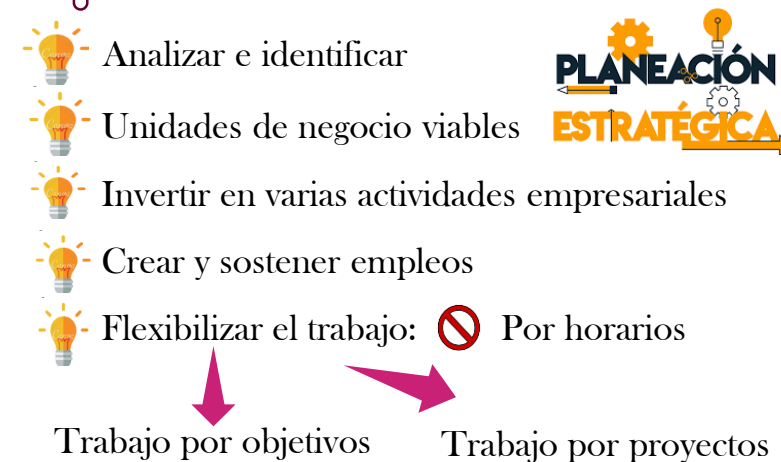 Analizar e identificar
PLANEACIÓN
ESTRATÉGICA
Unidades de negocio viables
Invertir en varias actividades empresariales
Crear y sostener empleos
Flexibilizar el trabajo: Por horarios
Trabajo por objetivos
Trabajo por proyectos